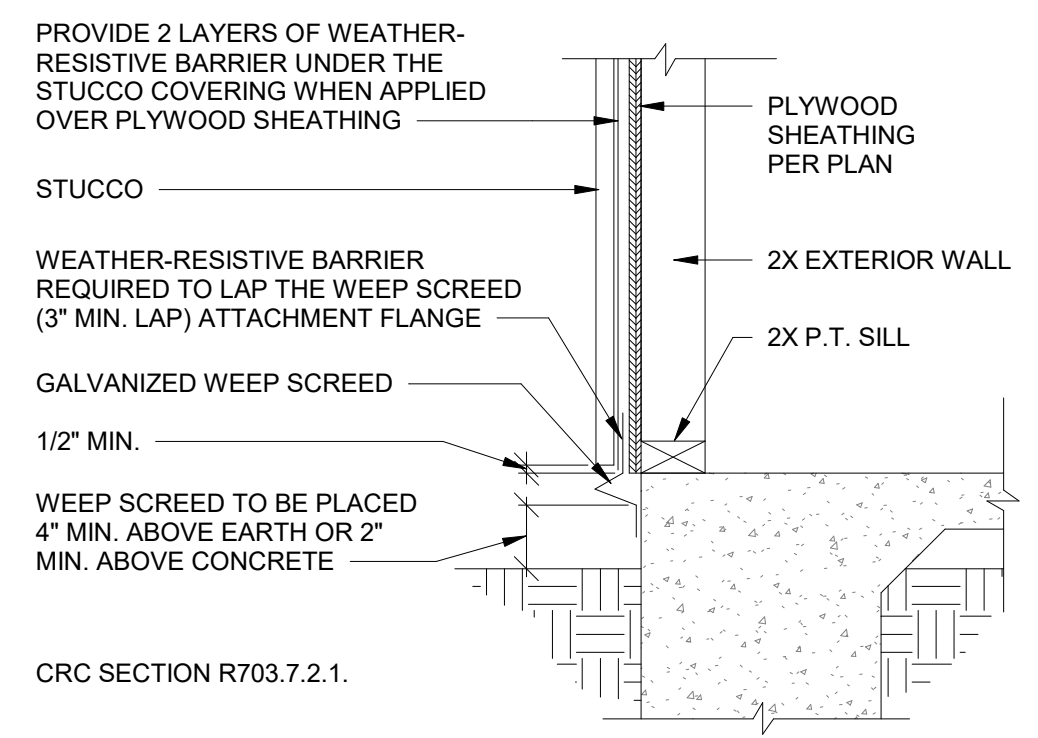 PROVIDE 2 LAYERS OF WEATHER-
RESISTIVE BARRIER UNDER THE
STUCCO COVERING WHEN APPLIED
OVER PLYWOOD SHEATHING
STUCCO
WEATHER-RESISTIVE BARRIER
REQUIRED TO LAP THE WEEP SCREED
(3" MIN. LAP) ATTACHMENT FLANGE
GALVANIZED WEEP SCREED
1/2" MIN.
WEEP SCREED TO BE PLACED
4" MIN. ABOVE EARTH OR 2"
MIN. ABOVE CONCRETE
CRC SECTION R703.7.2.1.
PLYWOOD
SHEATHING
PER PLAN
2X EXTERIOR WALL
2X P.T. SILL